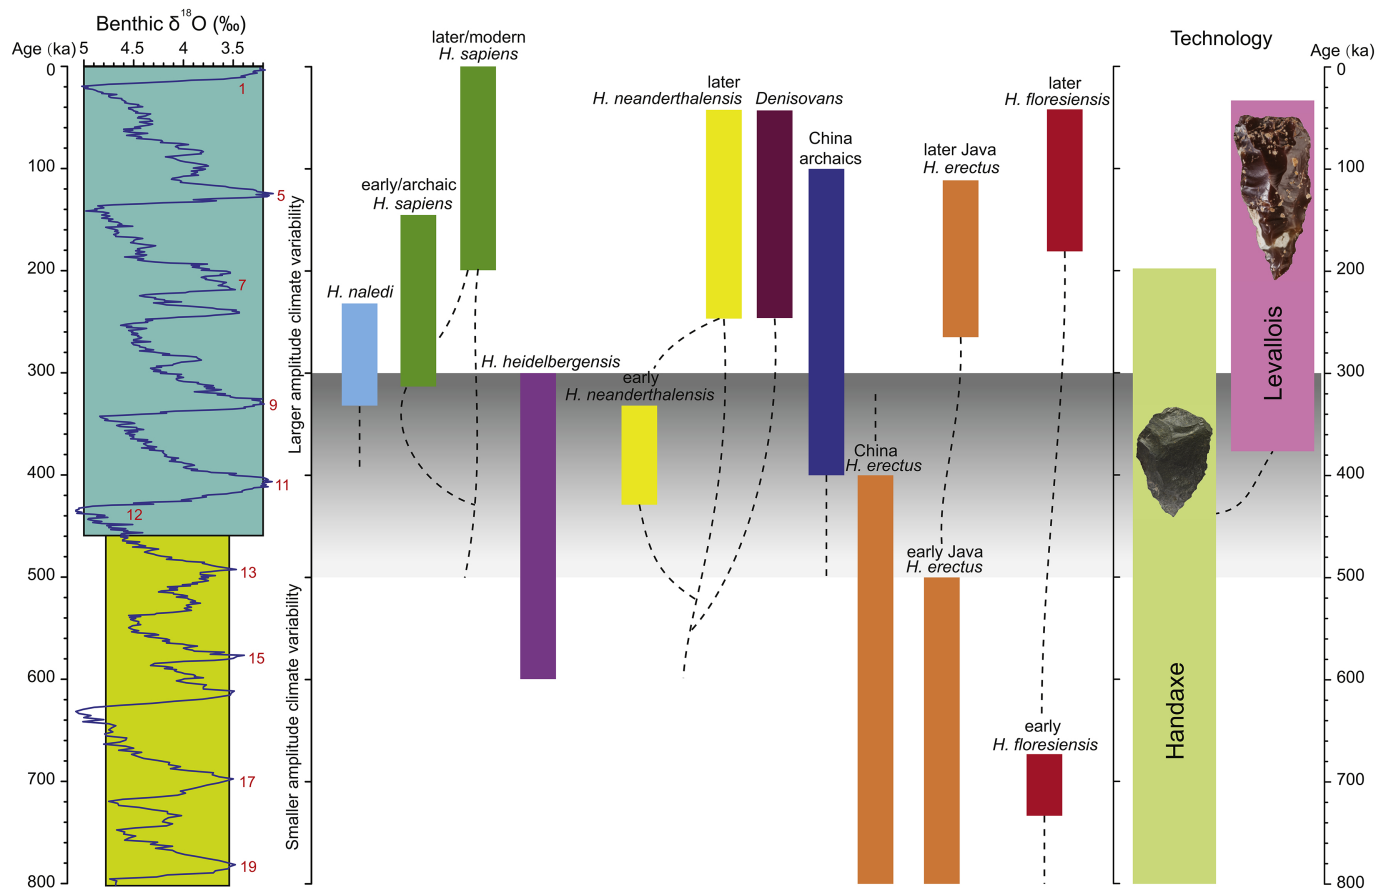 Benthic δ18O (‰)
Age (ka) 5 4.5 4 3.5
0
100
200
300
400
500
600
700
800
1
5
7
9
11
12
13
15
17
19
Larger amplitude climate variability
Smaller amplitude climate variability
later/modern
H. sapiens
early/archaic
H. sapiens
H. naledi
H. heidelbergensis
later
H. neanderthalensis
early
H. neanderthalensis
Denisovans
China
archaics
China
H. erectus
later Java
H. erectus
early Java
H. erectus
later
H. floresiensis
early
H. floresiensis
Technology
Handaxe
Levallois
Age (ka)
0
100
200
300
400
500
600
700
800